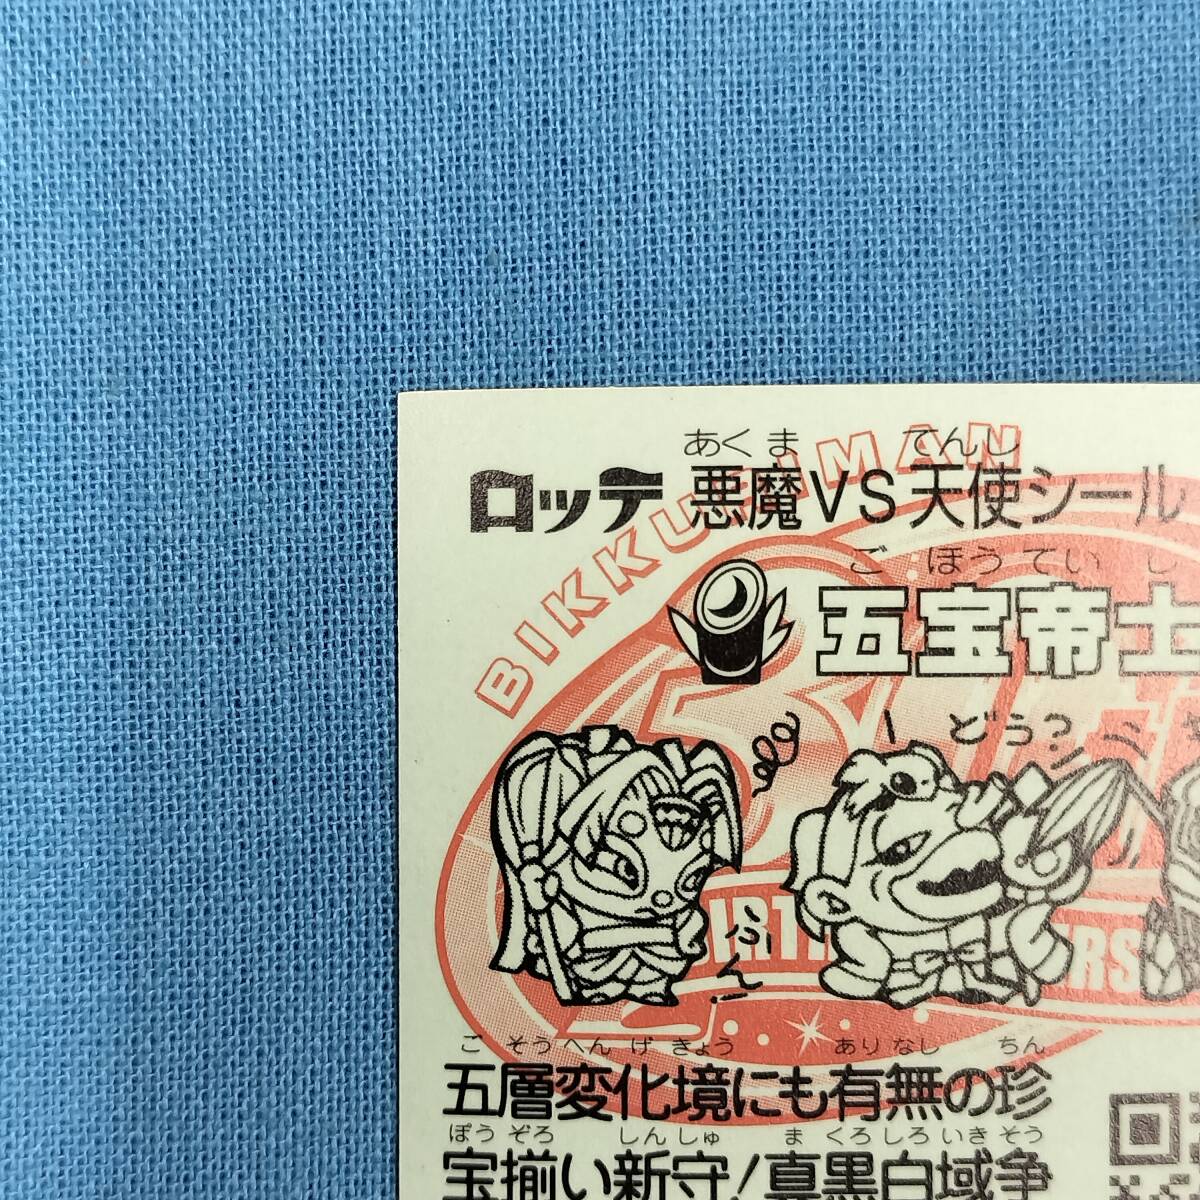 BIKKURIMAN
あくま てんし
ロッテ 悪魔VS天使シール
ごほうていし
五宝帝士
どう?
ふん
ごそうへんげきょう ありなし ちん
五層変化境にも有無の珍
ぽうぞろ しんしゅ まくろしろいきそう
宝揃い新守!真黒白域争